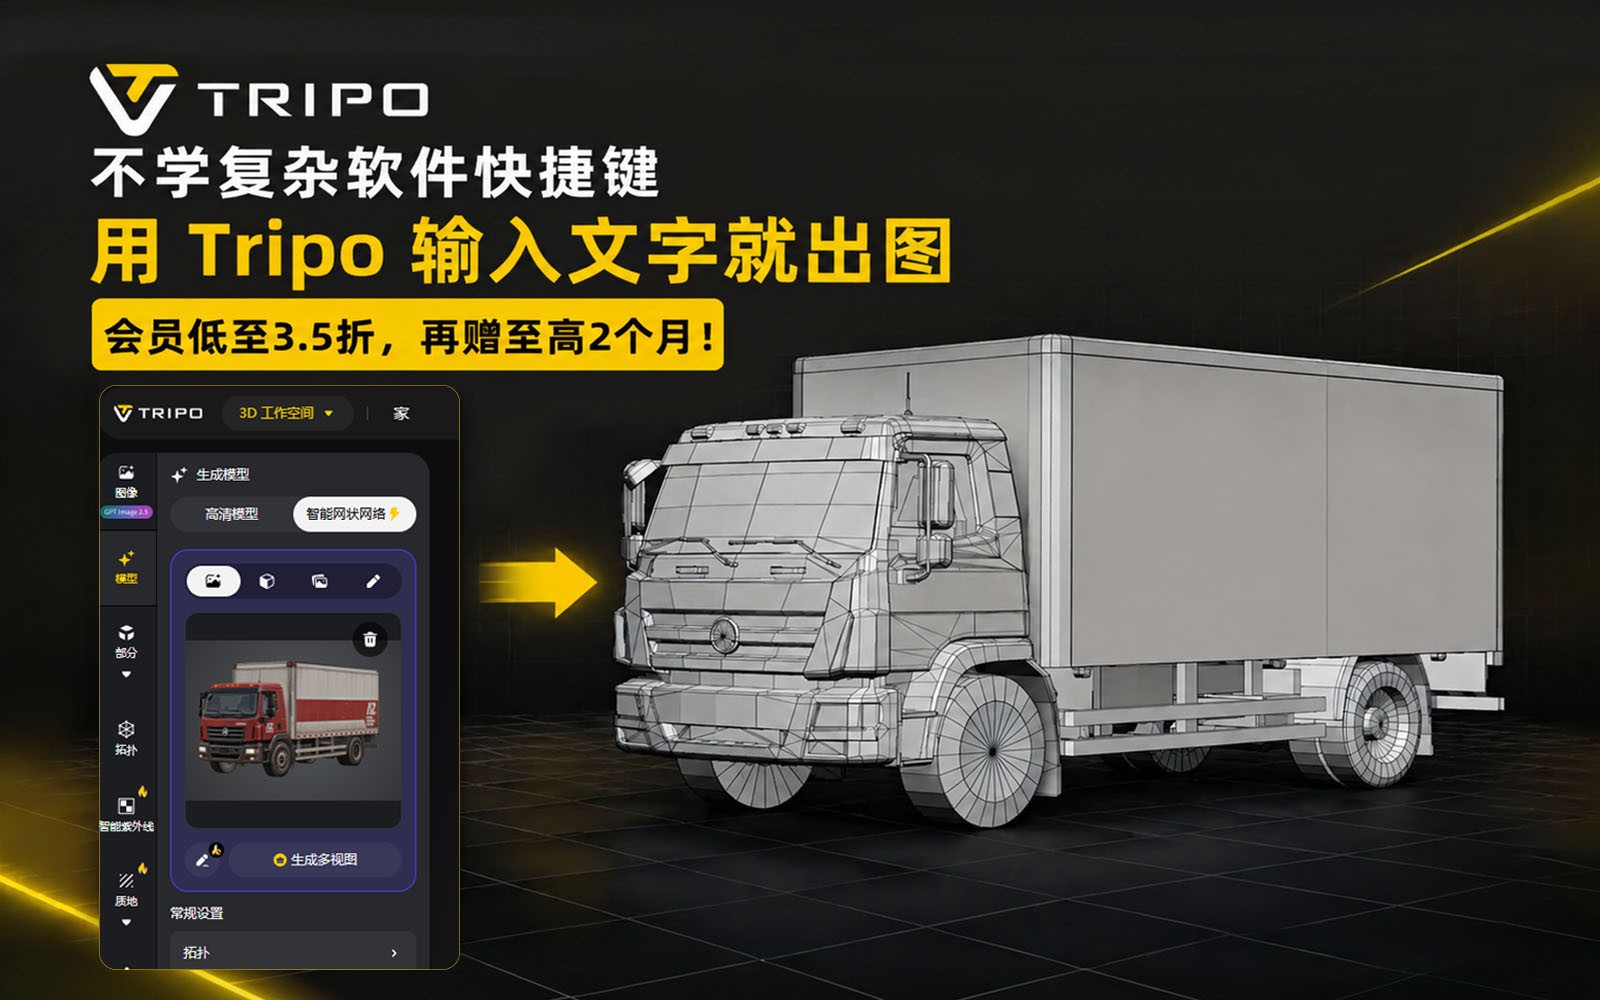 TRIPO
不学复杂软件快捷键
用 Tripo 输入文字就出图
会员低至3.5折，再赠至高2个月！
TRIPO 3D 工作空间 家
图像
GPT Image 2.5
模型
部分
拓扑
智能紫外线
质地
生成模型
高清模型 智能网状网络
生成多视图
常规设置
拓扑